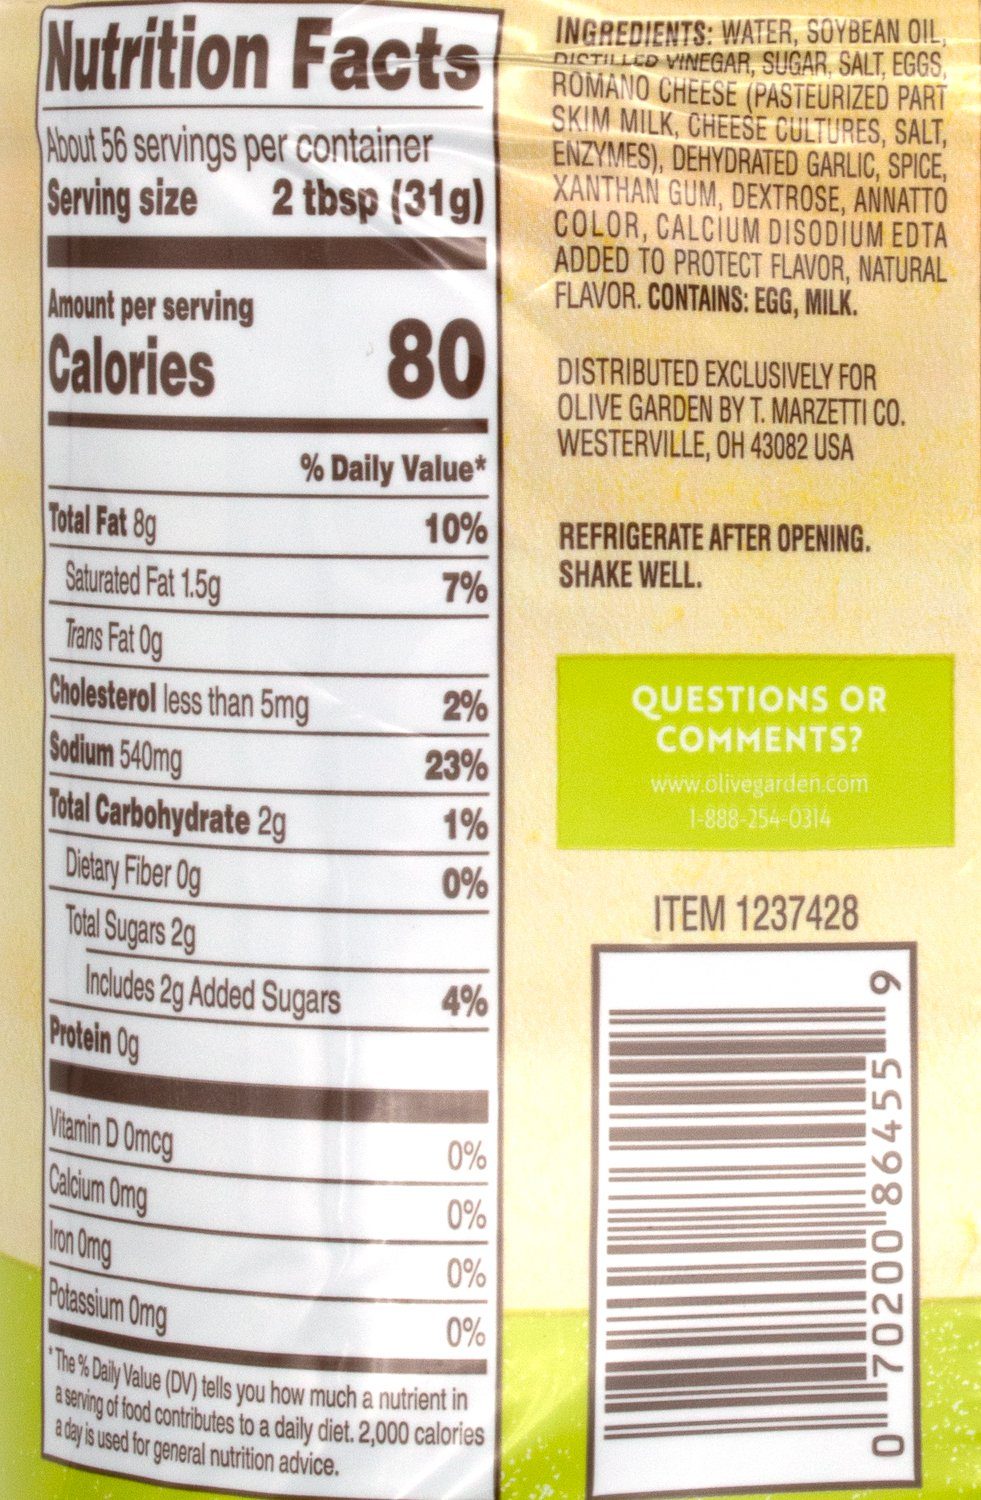 Nutrition Facts
About 56 servings per container
Serving size 2 tbsp (31g)
Amount per serving
Calories 80
% Daily Value*
Total Fat 8g 10%
Saturated Fat 1.5g 7%
Trans Fat 0g
Cholesterol less than 5mg 2%
Sodium 540mg 23%
Total Carbohydrate 2g 1%
Dietary Fiber 0g 0%
Total Sugars 2g
Includes 2g Added Sugars 4%
Protein 0g
Vitamin D 0mcg 0%
Calcium 0mg 0%
Iron 0mg 0%
Potassium 0mg 0%
*The % Daily Value (DV) tells you how much a nutrient in
a serving of food contributes to a daily diet. 2,000 calories
a day is used for general nutrition advice.
INGREDIENTS: WATER, SOYBEAN OIL,
DISTILLED VINEGAR, SUGAR, SALT, EGGS,
ROMANO CHEESE (PASTEURIZED PART
SKIM MILK, CHEESE CULTURES, SALT,
ENZYMES), DEHYDRATED GARLIC, SPICE,
XANTHAN GUM, DEXTROSE, ANNATTO
COLOR, CALCIUM DISODIUM EDTA
ADDED TO PROTECT FLAVOR, NATURAL
FLAVOR. CONTAINS: EGG, MILK.
DISTRIBUTED EXCLUSIVELY FOR
OLIVE GARDEN BY T. MARZETTI CO.
WESTERVILLE, OH 43082 USA
REFRIGERATE AFTER OPENING.
SHAKE WELL.
QUESTIONS OR
COMMENTS?
www.olivegarden.com
1-888-254-0314
ITEM 1237428
0 70200 86455 9